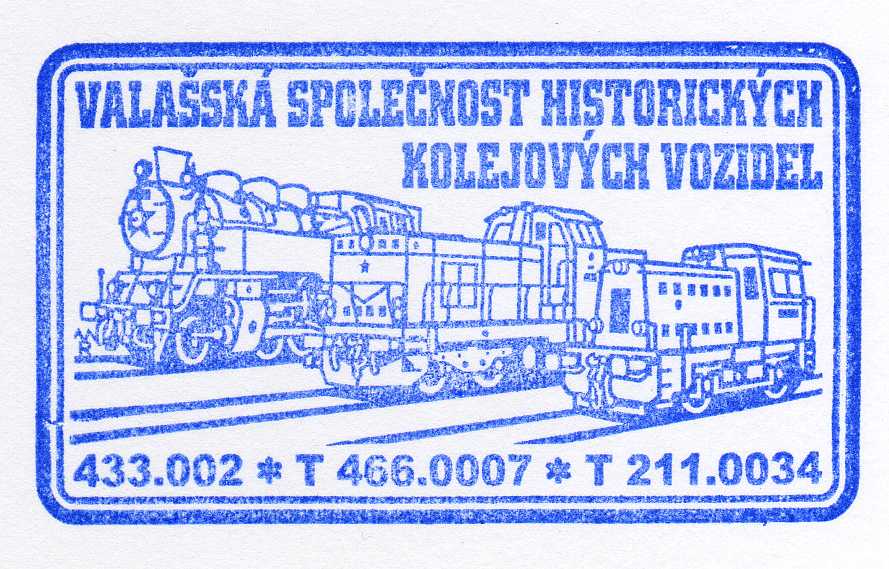 VALAŠSKÁ SPOLEČNOST HISTORICKÝCH
KOLEJOVÝCH VOZIDEL
433.002 * T 466.0007 * T 211.0034